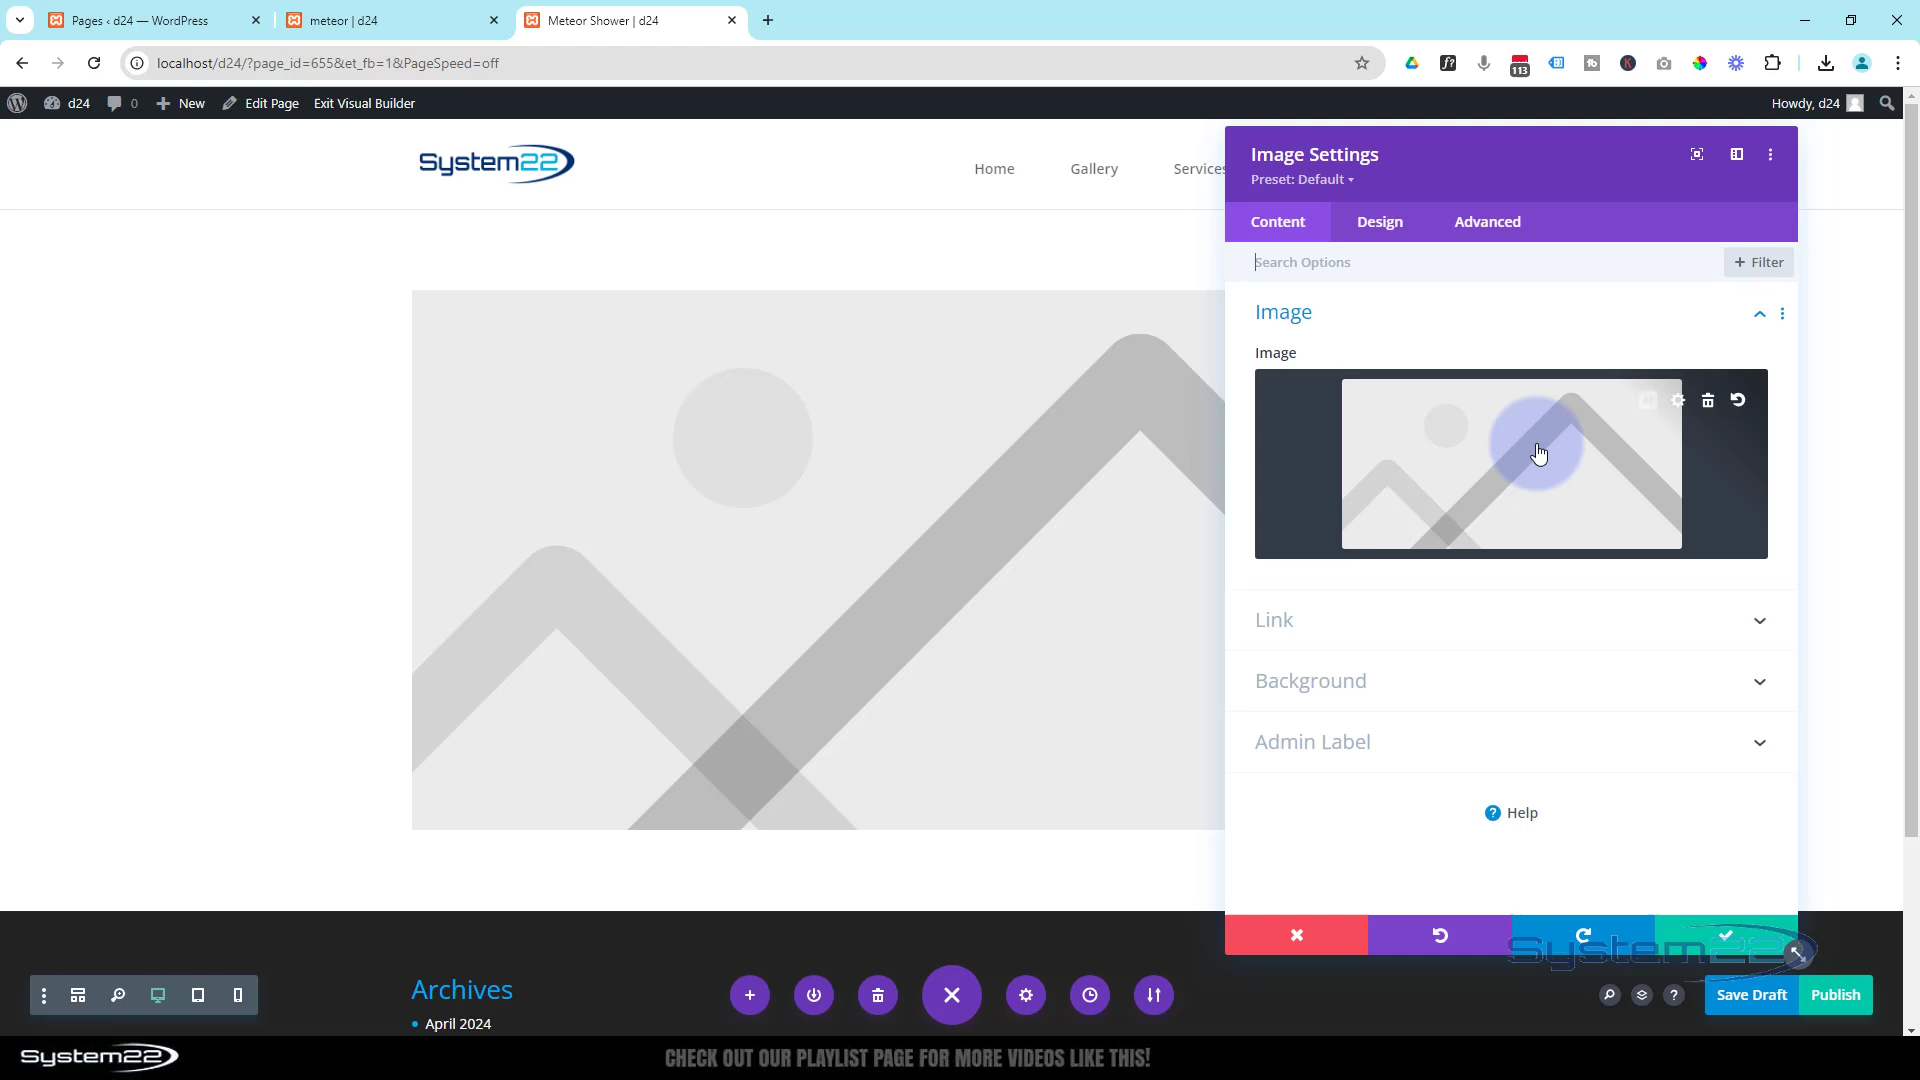 Pages ‹ d24 — WordPress
meteor | d24
Meteor Shower | d24
localhost/d24/?page_id=655&et_fb=1&PageSpeed=off
113
d24
0
New
Edit Page
Exit Visual Builder
Howdy, d24
System22
Home
Gallery
Services
Image Settings
Preset: Default
Content
Design
Advanced
Search Options
+ Filter
Image
Image
Link
Background
Admin Label
? Help
System22
Archives
April 2024
?
Save Draft
Publish
System22
CHECK OUT OUR PLAYLIST PAGE FOR MORE VIDEOS LIKE THIS!